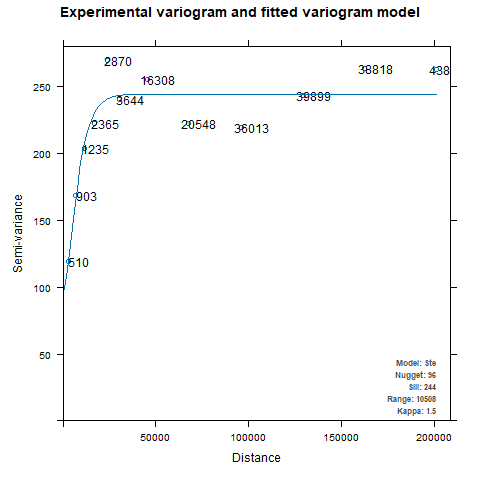 Experimental variogram and fitted variogram model
2870
16308
38818
438
3644
39899
2365
20548
36013
1235
903
510
250
200
150
100
50
Semi-variance
Model: Ste
Nugget: 96
Sill: 244
Range: 10508
Kappa: 1.5
50000 100000 150000 200000
Distance